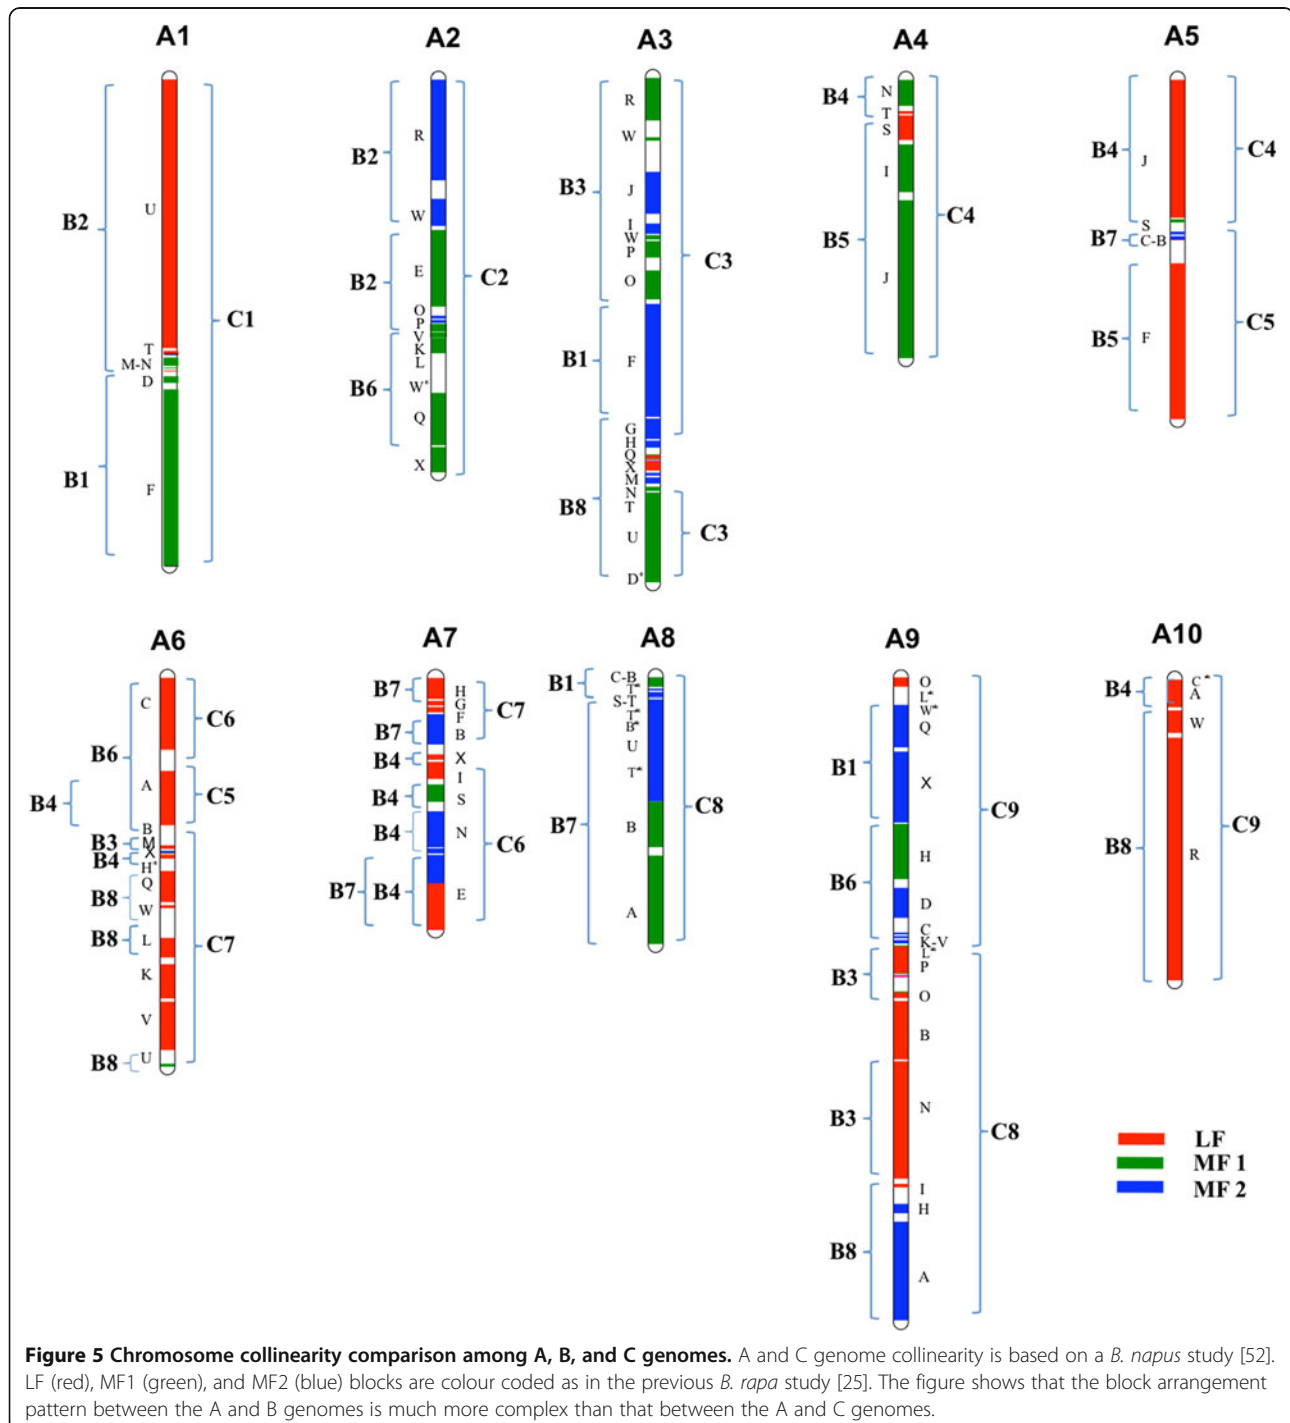 A1
B2
U
T
M-N
D
B1
F
C1
A2
B2
R
W
B2
E
O
P
V
K
L
B6
W*
Q
X
C2
A3
R
W
B3
J
I
W
P
O
C3
B1
F
G
H
Q
X
M
N
B8
T
U
D*
C3
A4
B4
N
T
S
I
B5
J
C4
A5
B4
J
C4
S
B7
C-B
B5
F
C5
A6
C
C6
B6
A
B4
C5
B
B3
M
X
B4
H*
Q
B8
W
B8
L
C7
K
V
B8
U
A7
B7
H
G
C7
F
B7
B
B4
X
I
B4
S
B4
N
C6
B7
B4
E
A8
B1
C-B
T*
S-T
T*
B*
U
T*
B7
B
A
C8
A9
O
L*
W*
Q
B1
X
C9
B6
H
D
C
K-V
L*
B3
P
O
B
B3
N
C8
I
H
B8
A
A10
C*
B4
A
W
C9
B8
R
LF
MF 1
MF 2
Figure 5 Chromosome collinearity comparison among A, B, and C genomes. A and C genome collinearity is based on a B. napus study [52].
LF (red), MF1 (green), and MF2 (blue) blocks are colour coded as in the previous B. rapa study [25]. The figure shows that the block arrangement
pattern between the A and B genomes is much more complex than that between the A and C genomes.